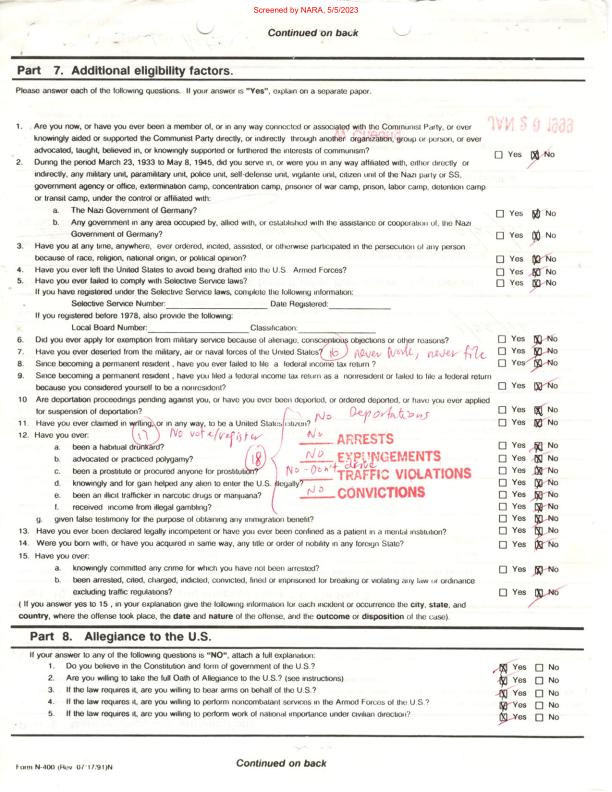 Screened by NARA, 5/5/2023
Continued on back
Part 7. Additional eligibility factors.
Please answer each of the following questions. If your answer is "Yes", explain on a separate paper.
1. Are you now, or have you ever been a member of, or in any way connected or associated with the Communist Party, or ever
knowingly aided or supported the Communist Party directly, or indirectly through another organization, group or person, or ever
advocated, taught, believed in, or knowingly supported or furthered the interests of communism? ☐ Yes ☒ No
2. During the period March 23, 1933 to May 8, 1945, did you serve in, or were you in any way affiliated with, either directly or
indirectly, any military unit, paramilitary unit, police unit, self-defense unit, vigilante unit, citizen unit of the Nazi party or SS,
government agency or office, extermination camp, concentration camp, prisoner of war camp, prison, labor camp, detention camp
or transit camp, under the control or affiliated with:
a. The Nazi Government of Germany? ☐ Yes ☒ No
b. Any government in any area occupied by, allied with, or established with the assistance or cooperation of, the Nazi
Government of Germany? ☐ Yes ☒ No
3. Have you at any time, anywhere, ever ordered, incited, assisted, or otherwise participated in the persecution of any person
because of race, religion, national origin, or political opinion? ☐ Yes ☒ No
4. Have you ever left the United States to avoid being drafted into the U.S. Armed Forces? ☐ Yes ☒ No
5. Have you ever failed to comply with Selective Service laws? ☐ Yes ☒ No
If you have registered under the Selective Service laws, complete the following information:
Selective Service Number: Date Registered:
If you registered before 1978, also provide the following:
Local Board Number: Classification:
6. Did you ever apply for exemption from military service because of alienage, conscientious objections or other reasons? ☐ Yes ☒ No
7. Have you ever deserted from the military, air or naval forces of the United States? ☐ Yes ☒ No
16 never work, never file
8. Since becoming a permanent resident , have you ever failed to file a federal income tax return ? ☐ Yes ☒ No
9. Since becoming a permanent resident , have you filed a federal income tax return as a nonresident or failed to file a federal return
because you considered yourself to be a nonresident? ☐ Yes ☒ No
10 Are deportation proceedings pending against you, or have you ever been deported, or ordered deported, or have you ever applied
for suspension of deportation? ☐ Yes ☒ No
No Deportations
11. Have you ever claimed in writing, or in any way, to be a United States citizen? ☐ Yes ☒ No
17 No vote/register
12. Have you ever:
No ARRESTS
a. been a habitual drunkard? ☐ Yes ☒ No
18 No EXPUNGEMENTS
b. advocated or practiced polygamy? ☐ Yes ☒ No
No - Don't drive TRAFFIC VIOLATIONS
c. been a prostitute or procured anyone for prostitution? ☐ Yes ☒ No
d. knowingly and for gain helped any alien to enter the U.S. illegally? ☐ Yes ☒ No
No CONVICTIONS
e. been an illicit trafficker in narcotic drugs or marijuana? ☐ Yes ☒ No
f. received income from illegal gambling? ☐ Yes ☒ No
g. given false testimony for the purpose of obtaining any immigration benefit? ☐ Yes ☒ No
13. Have you ever been declared legally incompetent or have you ever been confined as a patient in a mental institution? ☐ Yes ☒ No
14. Were you born with, or have you acquired in same way, any title or order of nobility in any foreign State? ☐ Yes ☒ No
15. Have you ever:
a. knowingly committed any crime for which you have not been arrested? ☐ Yes ☒ No
b. been arrested, cited, charged, indicted, convicted, fined or imprisoned for breaking or violating any law or ordinance
excluding traffic regulations? ☐ Yes ☒ No
( If you answer yes to 15 , in your explanation give the following information for each incident or occurrence the city, state, and
country, where the offense took place, the date and nature of the offense, and the outcome or disposition of the case).
Part 8. Allegiance to the U.S.
If your answer to any of the following questions is "NO", attach a full explanation:
1. Do you believe in the Constitution and form of government of the U.S.? ☒ Yes ☐ No
2. Are you willing to take the full Oath of Allegiance to the U.S.? (see instructions) ☒ Yes ☐ No
3. If the law requires it, are you willing to bear arms on behalf of the U.S.? ☒ Yes ☐ No
4. If the law requires it, are you willing to perform noncombatant services in the Armed Forces of the U.S.? ☒ Yes ☐ No
5. If the law requires it, are you willing to perform work of national importance under civilian direction? ☒ Yes ☐ No
Form N-400 (Rev. 07/17/91)N
Continued on back